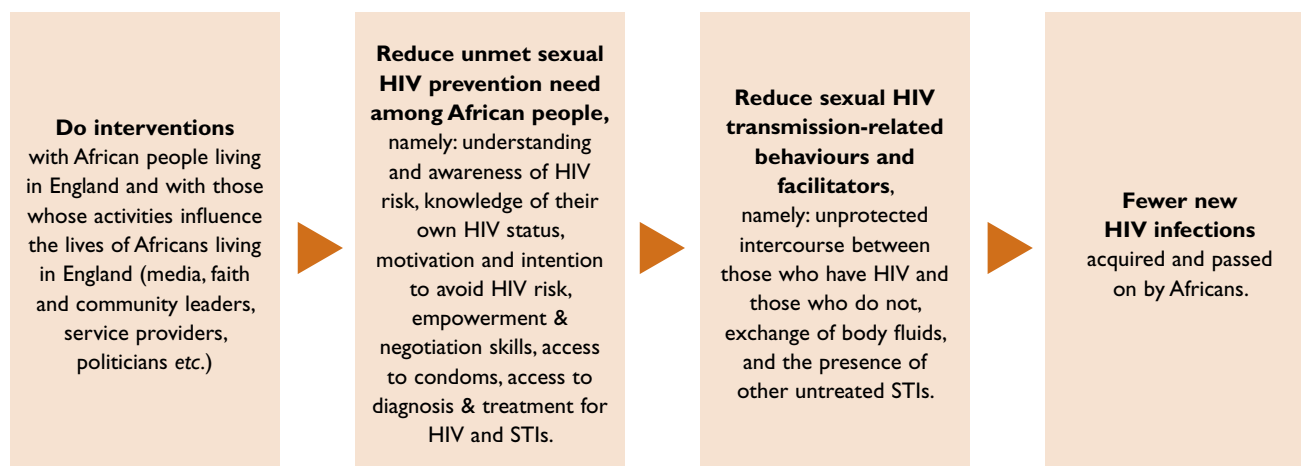 Do interventions
with African people living
in England and with those
whose activities influence
the lives of Africans living
in England (media, faith
and community leaders,
service providers,
politicians etc.)
Reduce unmet sexual
HIV prevention need
among African people,
namely: understanding
and awareness of HIV
risk, knowledge of their
own HIV status,
motivation and intention
to avoid HIV risk,
empowerment &
negotiation skills, access
to condoms, access to
diagnosis & treatment for
HIV and STIs.
Reduce sexual HIV
transmission-related
behaviours and
facilitators,
namely: unprotected
intercourse between
those who have HIV and
those who do not,
exchange of body fluids,
and the presence of
other untreated STIs.
Fewer new
HIV infections
acquired and passed
on by Africans.